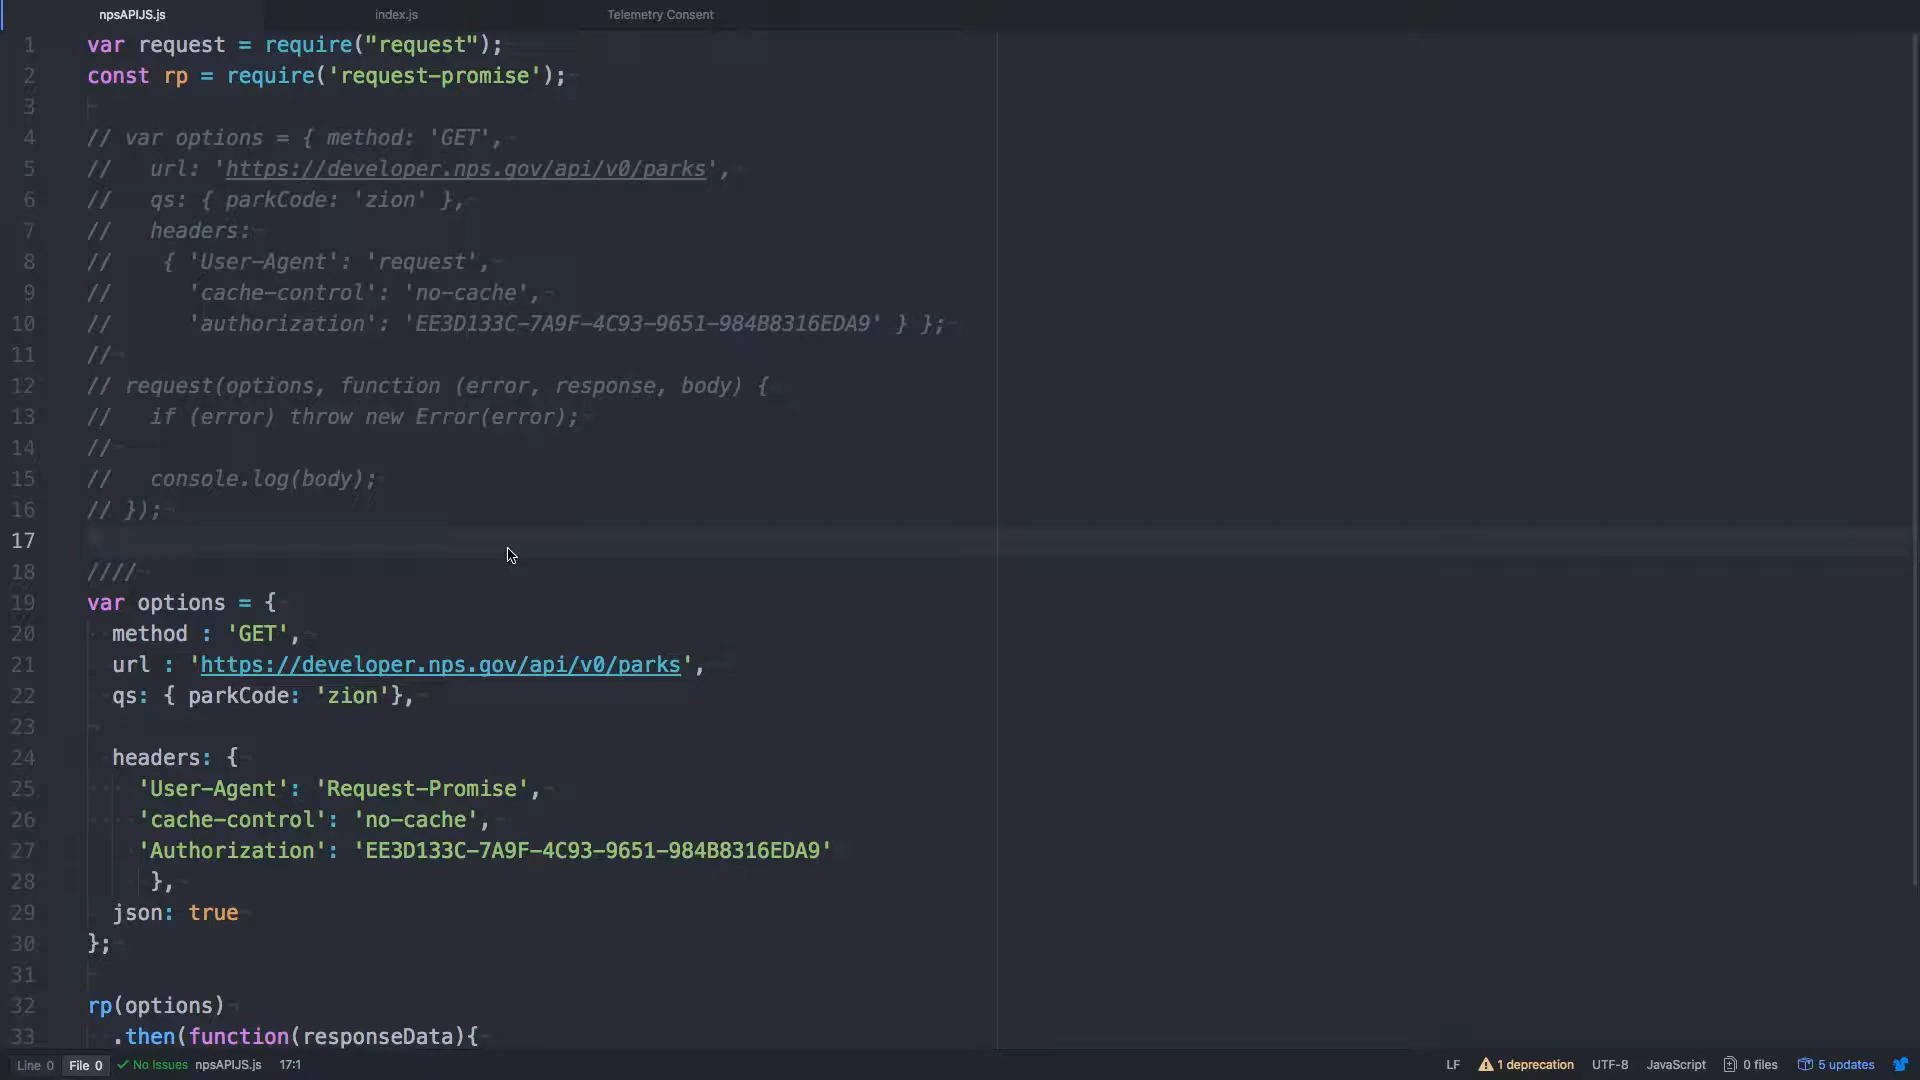 npsAPIJS.js index.js Telemetry Consent
1 var request = require("request");
2 const rp = require('request-promise');
3
4 // var options = { method: 'GET',
5 //   url: 'https://developer.nps.gov/api/v0/parks',
6 //   qs: { parkCode: 'zion' },
7 //   headers:
8 //    { 'User-Agent': 'request',
9 //      'cache-control': 'no-cache',
10 //      'authorization': 'EE3D133C-7A9F-4C93-9651-984B8316EDA9' } };
11 //
12 // request(options, function (error, response, body) {
13 //   if (error) throw new Error(error);
14 //
15 //   console.log(body);
16 // });
17
18 ////
19 var options = {
20   method : 'GET',
21   url : 'https://developer.nps.gov/api/v0/parks',
22   qs: { parkCode: 'zion'},
23
24   headers: {
25     'User-Agent': 'Request-Promise',
26     'cache-control': 'no-cache',
27     'Authorization': 'EE3D133C-7A9F-4C93-9651-984B8316EDA9'
28      },
29   json: true
30 };
31
32 rp(options)
33   .then(function(responseData){
Line 0 File 0 No Issues npsAPIJS.js 17:1 LF 1 deprecation UTF-8 JavaScript 0 files 5 updates